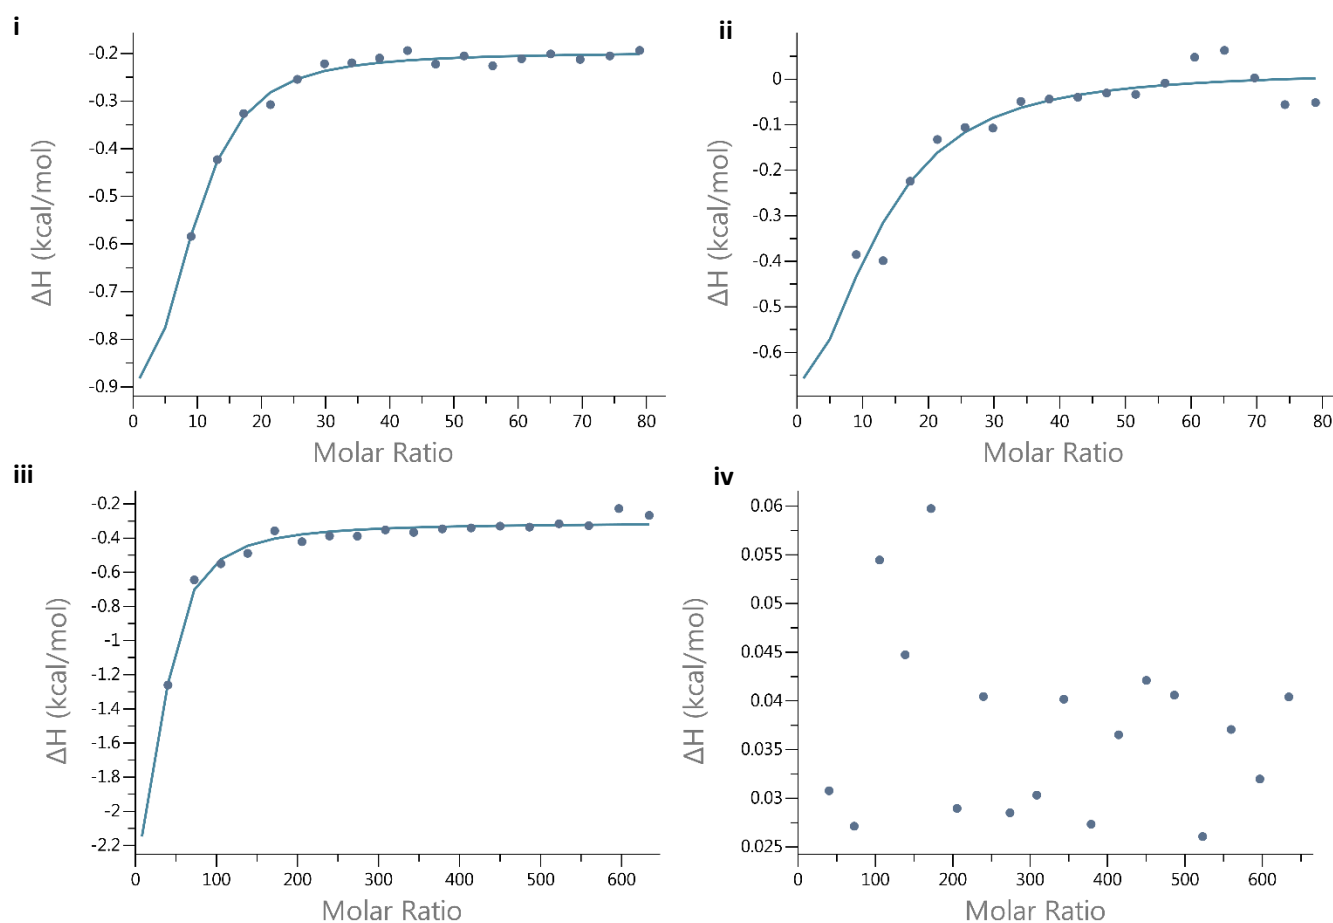 i
-0.2
-0.3
-0.4
-0.5
-0.6
-0.7
-0.8
-0.9
ΔH (kcal/mol)
0 10 20 30 40 50 60 70 80
Molar Ratio
ii
0
-0.1
-0.2
-0.3
-0.4
-0.5
-0.6
ΔH (kcal/mol)
0 10 20 30 40 50 60 70 80
Molar Ratio
iii
-0.2
-0.4
-0.6
-0.8
-1
-1.2
-1.4
-1.6
-1.8
-2
-2.2
ΔH (kcal/mol)
0 100 200 300 400 500 600
Molar Ratio
iv
0.06
0.055
0.05
0.045
0.04
0.035
0.03
0.025
ΔH (kcal/mol)
0 100 200 300 400 500 600
Molar Ratio